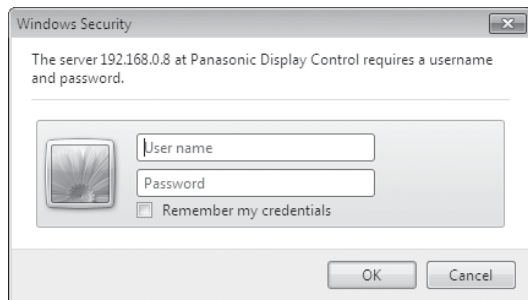 Windows Security
The server 192.168.0.8 at Panasonic Display Control requires a username
and password.
User name
Password
Remember my credentials
OK Cancel